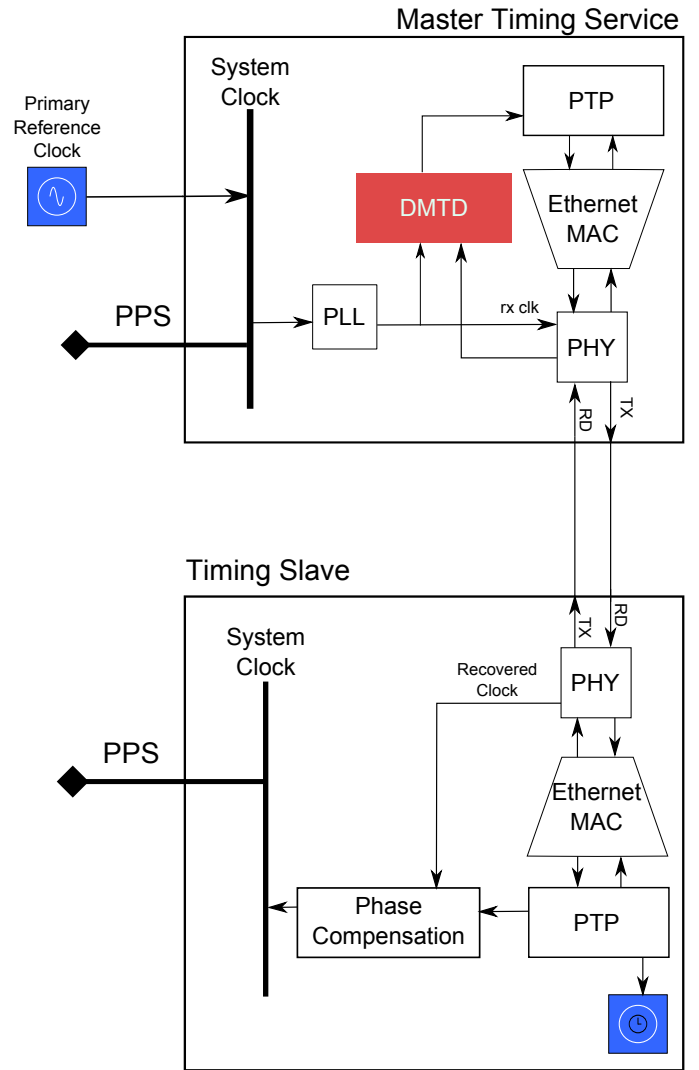 Master Timing Service
System
Clock
Primary
Reference
Clock
PTP
DMTD
Ethernet
MAC
PPS
PLL
rx clk
PHY
RD
TX
Timing Slave
TX
RD
System
Clock
Recovered
Clock
PHY
PPS
Ethernet
MAC
Phase
Compensation
PTP